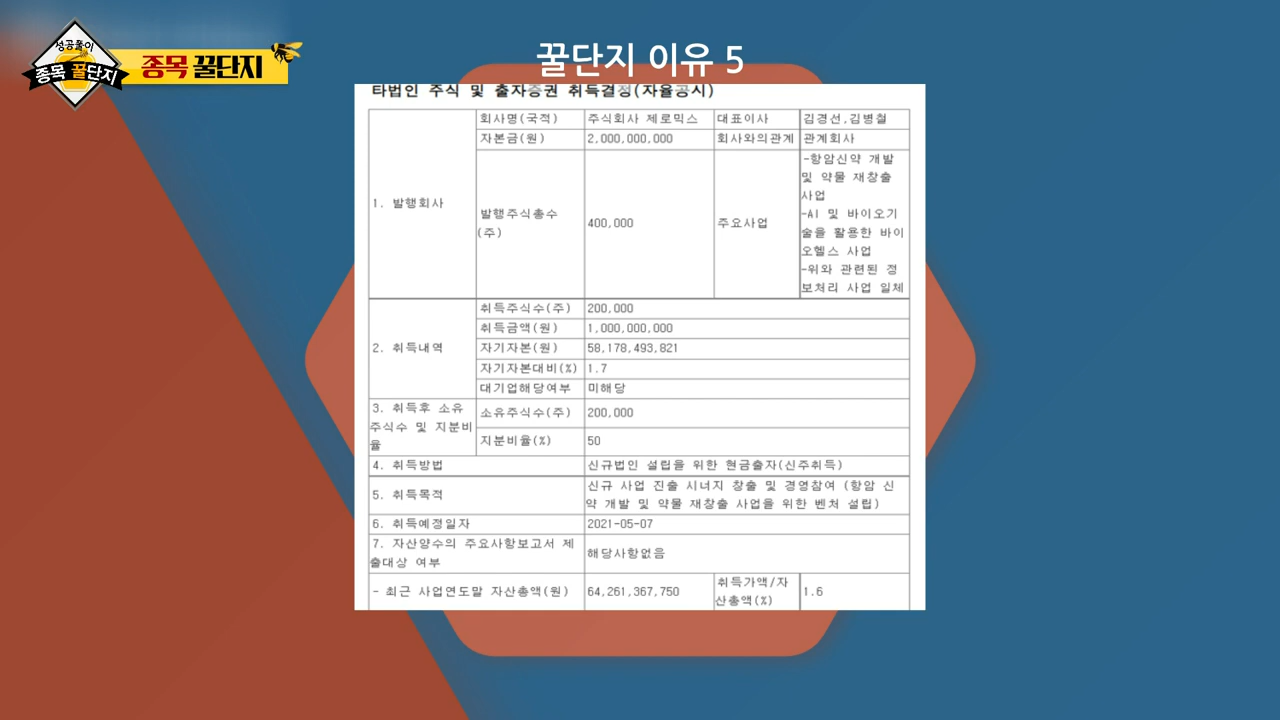 성공풀이
종목 꿀단지
종목 꿀단지
꿀단지 이유 5
타법인 주식 및 출자증권 취득결정(자율공시)
1. 발행회사
회사명(국적) 주식회사 제로믹스 대표이사 김경선,김병철
자본금(원) 2,000,000,000 회사와의관계 관계회사
발행주식총수
(주)
400,000
주요사업
-항암신약 개발
및 약물 재창출
사업
-AI 및 바이오기
술을 활용한 바이
오헬스 사업
-위와 관련된 정
보처리 사업 일체
2. 취득내역
취득주식수(주) 200,000
취득금액(원) 1,000,000,000
자기자본(원) 58,178,493,821
자기자본대비(%) 1.7
대기업해당여부 미해당
3. 취득후 소유
주식수 및 지분비
율
소유주식수(주) 200,000
지분비율(%) 50
4. 취득방법 신규법인 설립을 위한 현금출자(신주취득)
5. 취득목적
신규 사업 진출 시너지 창출 및 경영참여 (항암 신
약 개발 및 약물 재창출 사업을 위한 벤처 설립)
6. 취득예정일자 2021-05-07
7. 자산양수의 주요사항보고서 제
출대상 여부
해당사항없음
- 최근 사업연도말 자산총액(원) 64,261,367,750
취득가액/자
산총액(%)
1.6